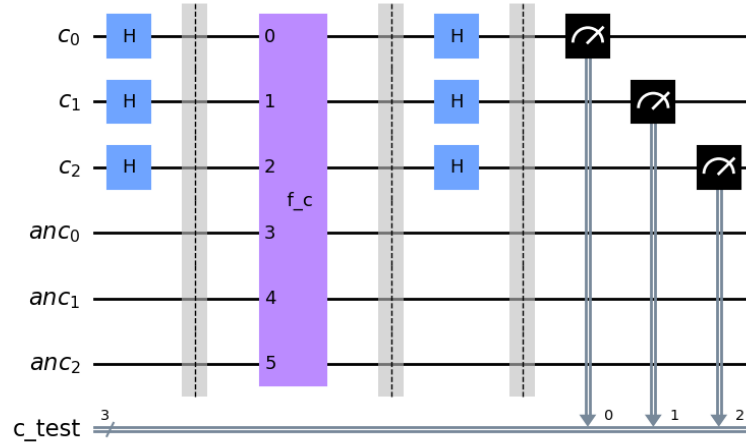 c0 H 0 H
c1 H 1 H
c2 H 2 H
f_c
anc0 3
anc1 4
anc2 5
c_test 3 0 1 2